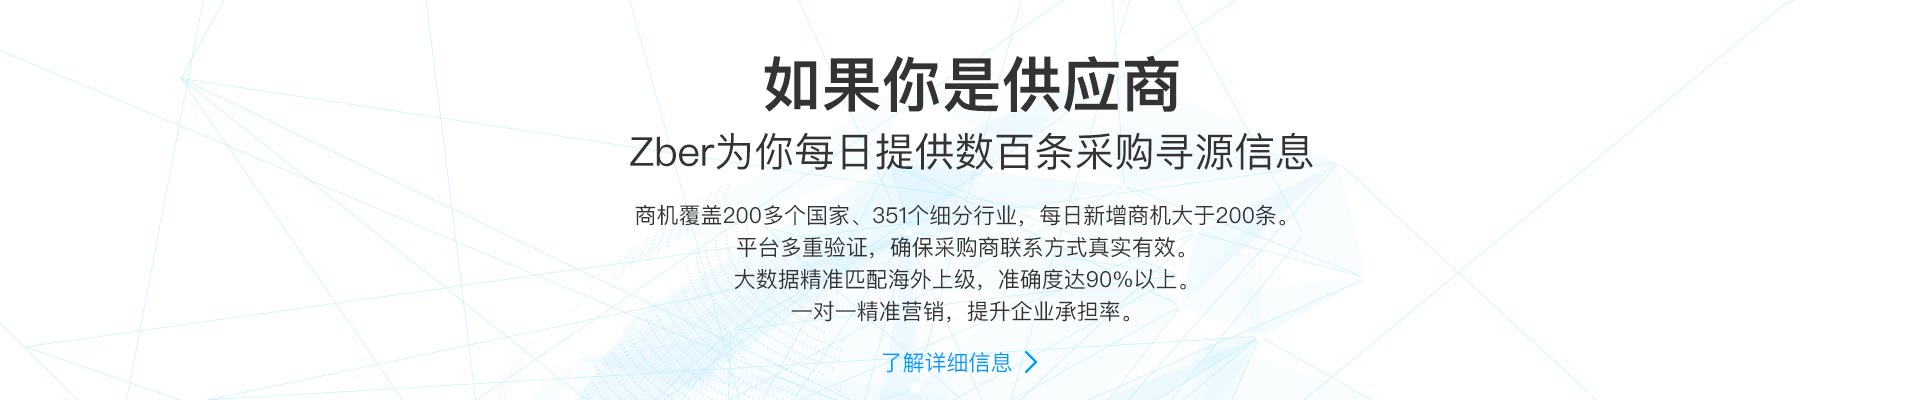 如果你是供应商
Zber为你每日提供数百条采购寻源信息
商机覆盖200多个国家、351个细分行业，每日新增商机大于200条。
平台多重验证，确保采购商联系方式真实有效。
大数据精准匹配海外上级，准确度达90%以上。
一对一精准营销，提升企业承担率。
了解详细信息